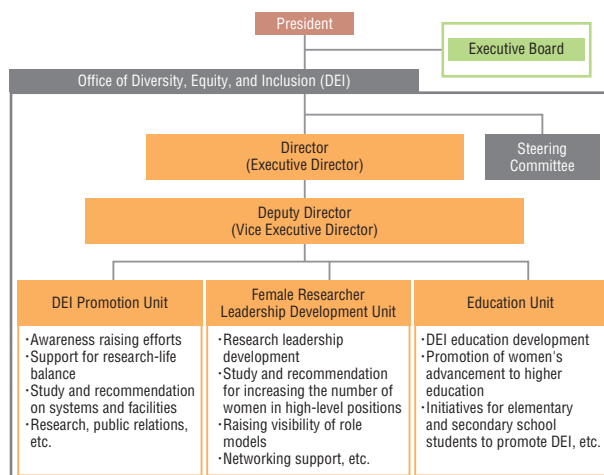 President
Executive Board
Office of Diversity, Equity, and Inclusion (DEI)
Director
(Executive Director)
Steering
Committee
Deputy Director
(Vice Executive Director)
DEI Promotion Unit
・Awareness raising efforts
・Support for research-life
balance
・Study and recommendation
on systems and facilities
・Research, public relations,
etc.
Female Researcher
Leadership Development Unit
・Research leadership
development
・Study and recommendation
for increasing the number of
women in high-level positions
・Raising visibility of role
models
・Networking support, etc.
Education Unit
・DEI education development
・Promotion of women's
advancement to higher
education
・Initiatives for elementary
and secondary school
students to promote DEI, etc.